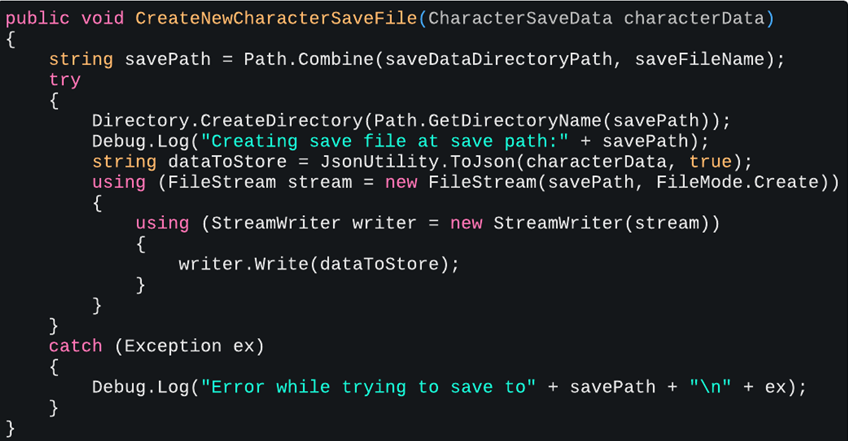 public void CreateNewCharacterSaveFile(CharacterSaveData characterData)
{
    string savePath = Path.Combine(saveDataDirectoryPath, saveFileName);
    try
    {
        Directory.CreateDirectory(Path.GetDirectoryName(savePath));
        Debug.Log("Creating save file at save path:" + savePath);
        string dataToStore = JsonUtility.ToJson(characterData, true);
        using (FileStream stream = new FileStream(savePath, FileMode.Create))
        {
            using (StreamWriter writer = new StreamWriter(stream))
            {
                writer.Write(dataToStore);
            }
        }
    }
    catch (Exception ex)
    {
        Debug.Log("Error while trying to save to" + savePath + "\n" + ex);
    }
}